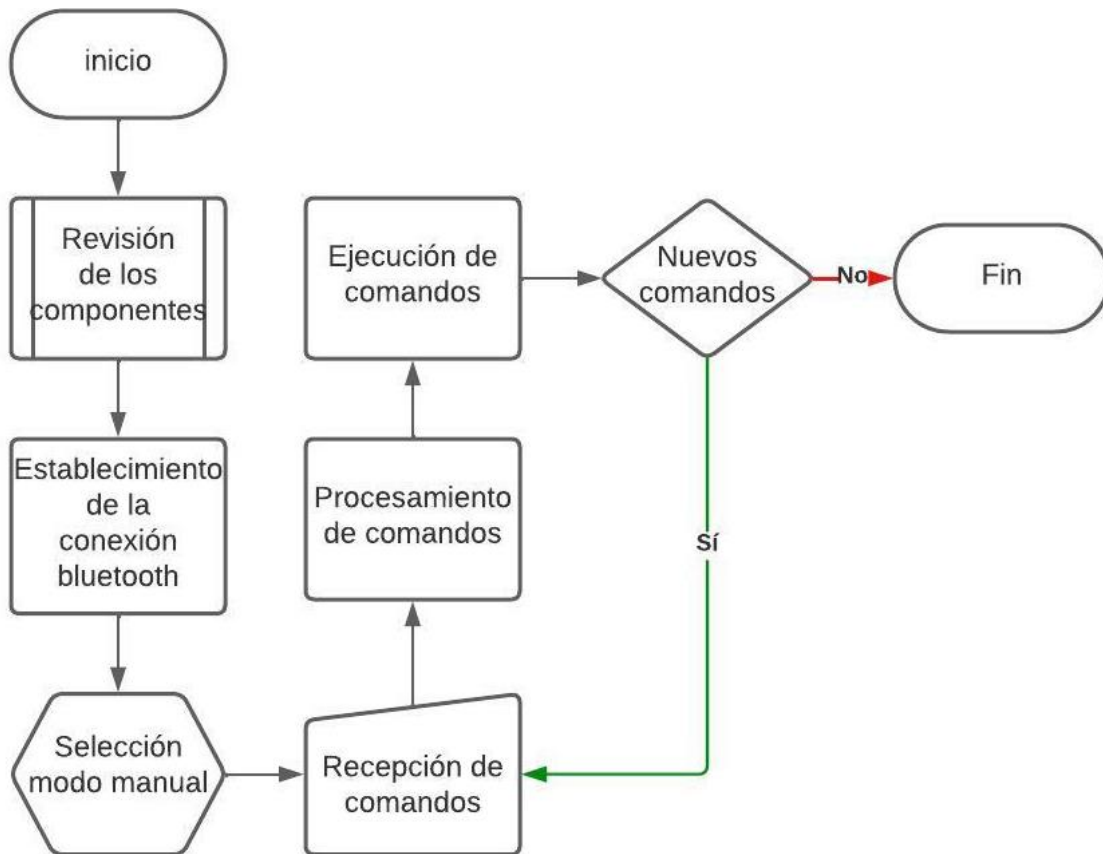 inicio
Revisión
de los
componentes
Establecimiento
de la
conexión
bluetooth
Selección
modo manual
Recepción de
comandos
Procesamiento
de comandos
Ejecución de
comandos
Nuevos
comandos
No
Fin
Sí